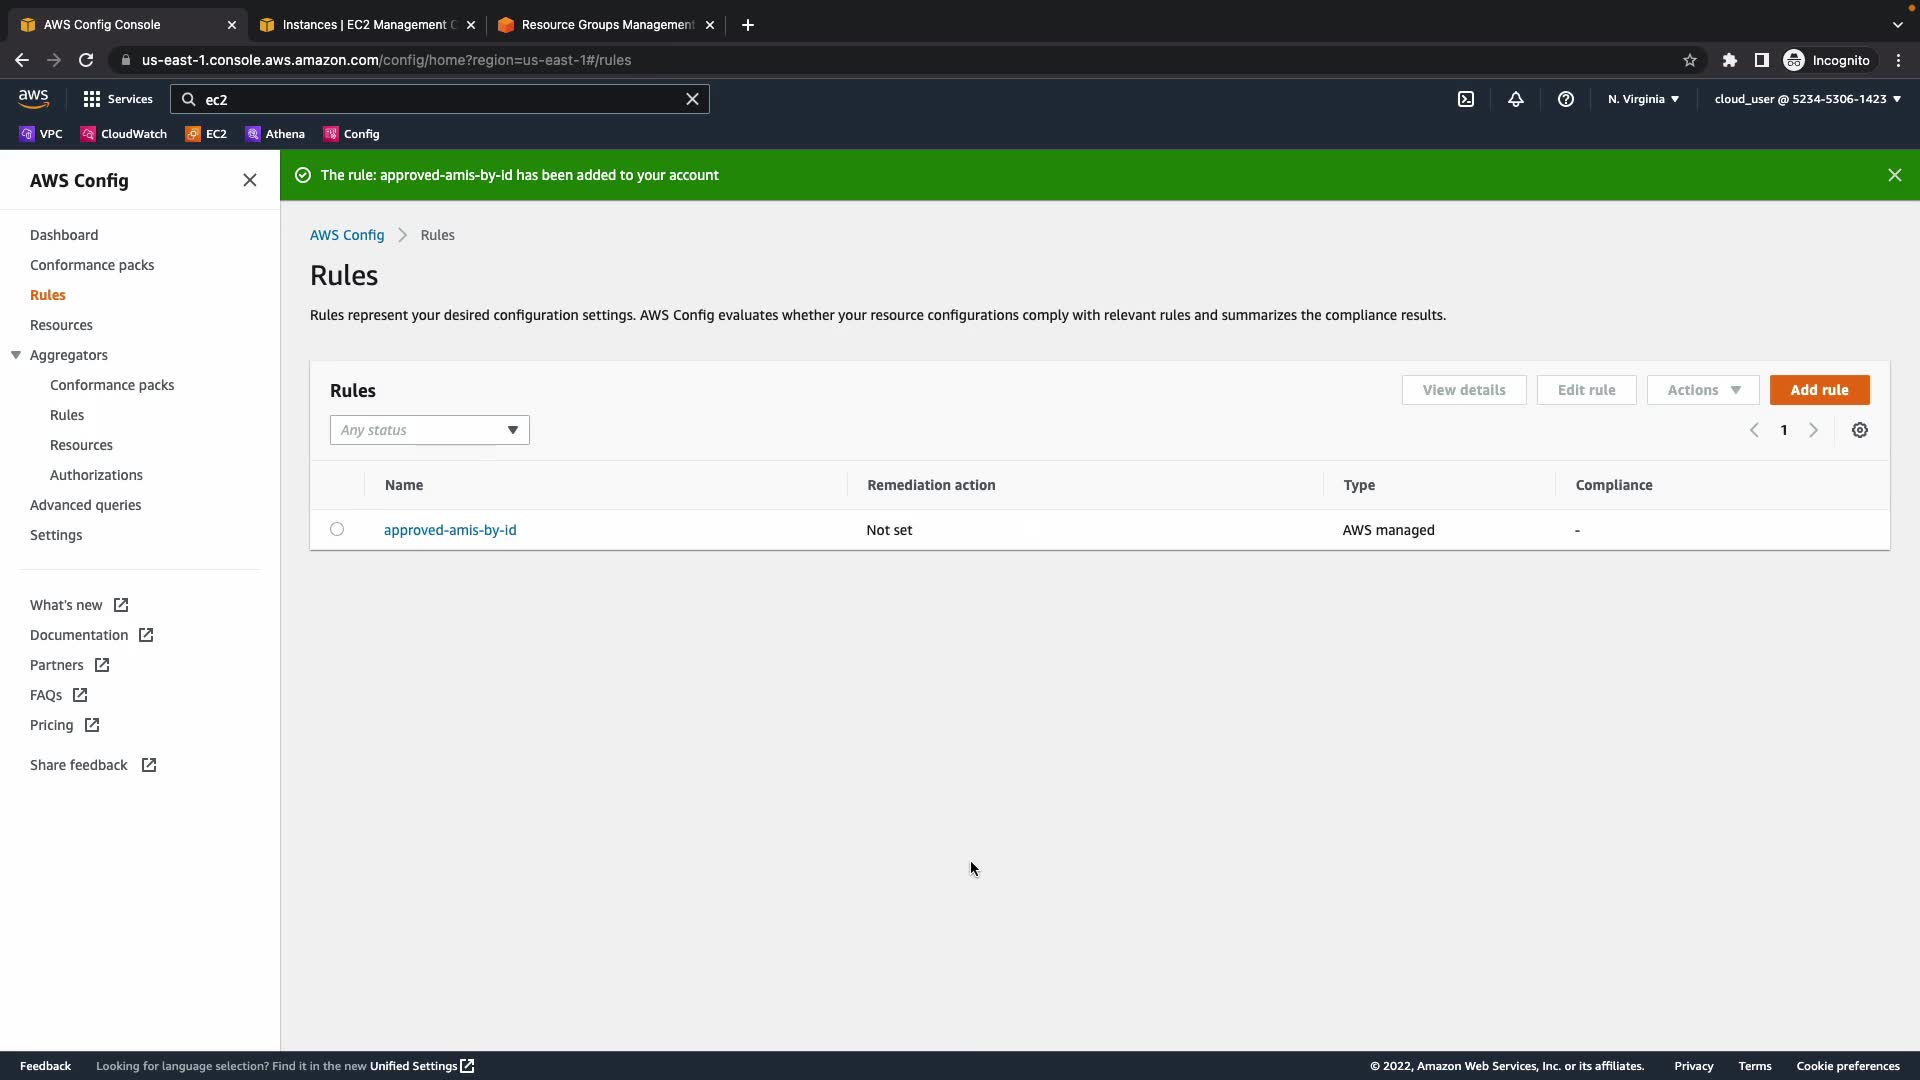 AWS Config Console
Instances | EC2 Management C
Resource Groups Management
us-east-1.console.aws.amazon.com/config/home?region=us-east-1#/rules
Incognito
aws
Services
ec2
N. Virginia
cloud_user @ 5234-5306-1423
VPC
CloudWatch
EC2
Athena
Config
AWS Config
The rule: approved-amis-by-id has been added to your account
Dashboard
Conformance packs
Rules
Resources
Aggregators
Conformance packs
Rules
Resources
Authorizations
Advanced queries
Settings
What's new
Documentation
Partners
FAQs
Pricing
Share feedback
AWS Config
Rules
Rules
Rules represent your desired configuration settings. AWS Config evaluates whether your resource configurations comply with relevant rules and summarizes the compliance results.
Rules
View details
Edit rule
Actions
Add rule
Any status
1
Name
Remediation action
Type
Compliance
approved-amis-by-id
Not set
AWS managed
-
Feedback
Looking for language selection? Find it in the new Unified Settings
© 2022, Amazon Web Services, Inc. or its affiliates.
Privacy
Terms
Cookie preferences